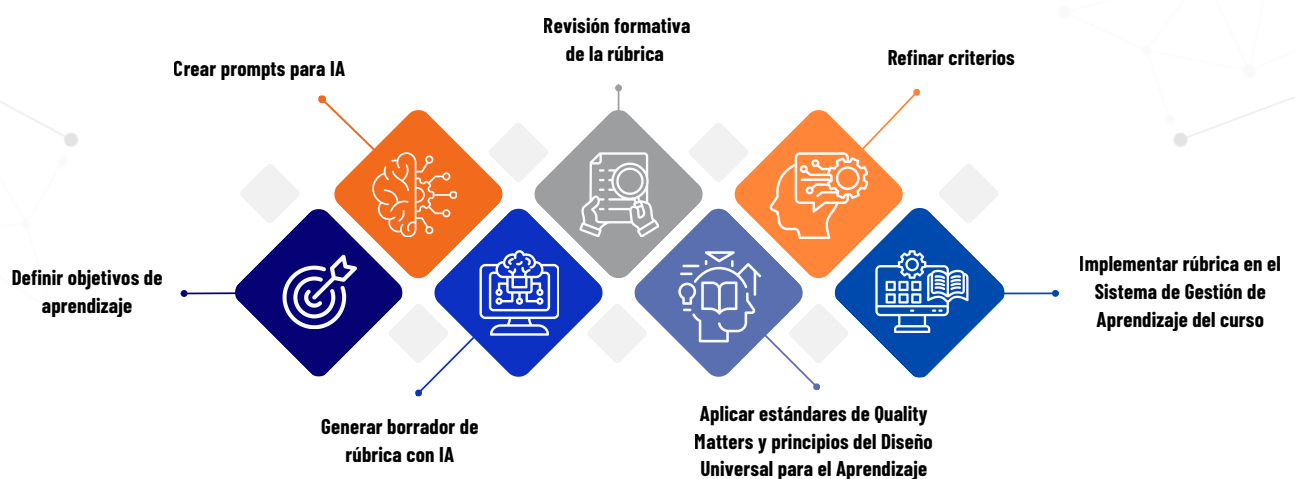 Definir objetivos de
aprendizaje
Crear prompts para IA
Generar borrador de
rúbrica con IA
Revisión formativa
de la rúbrica
Aplicar estándares de Quality
Matters y principios del Diseño
Universal para el Aprendizaje
Refinar criterios
Implementar rúbrica en el
Sistema de Gestión de
Aprendizaje del curso